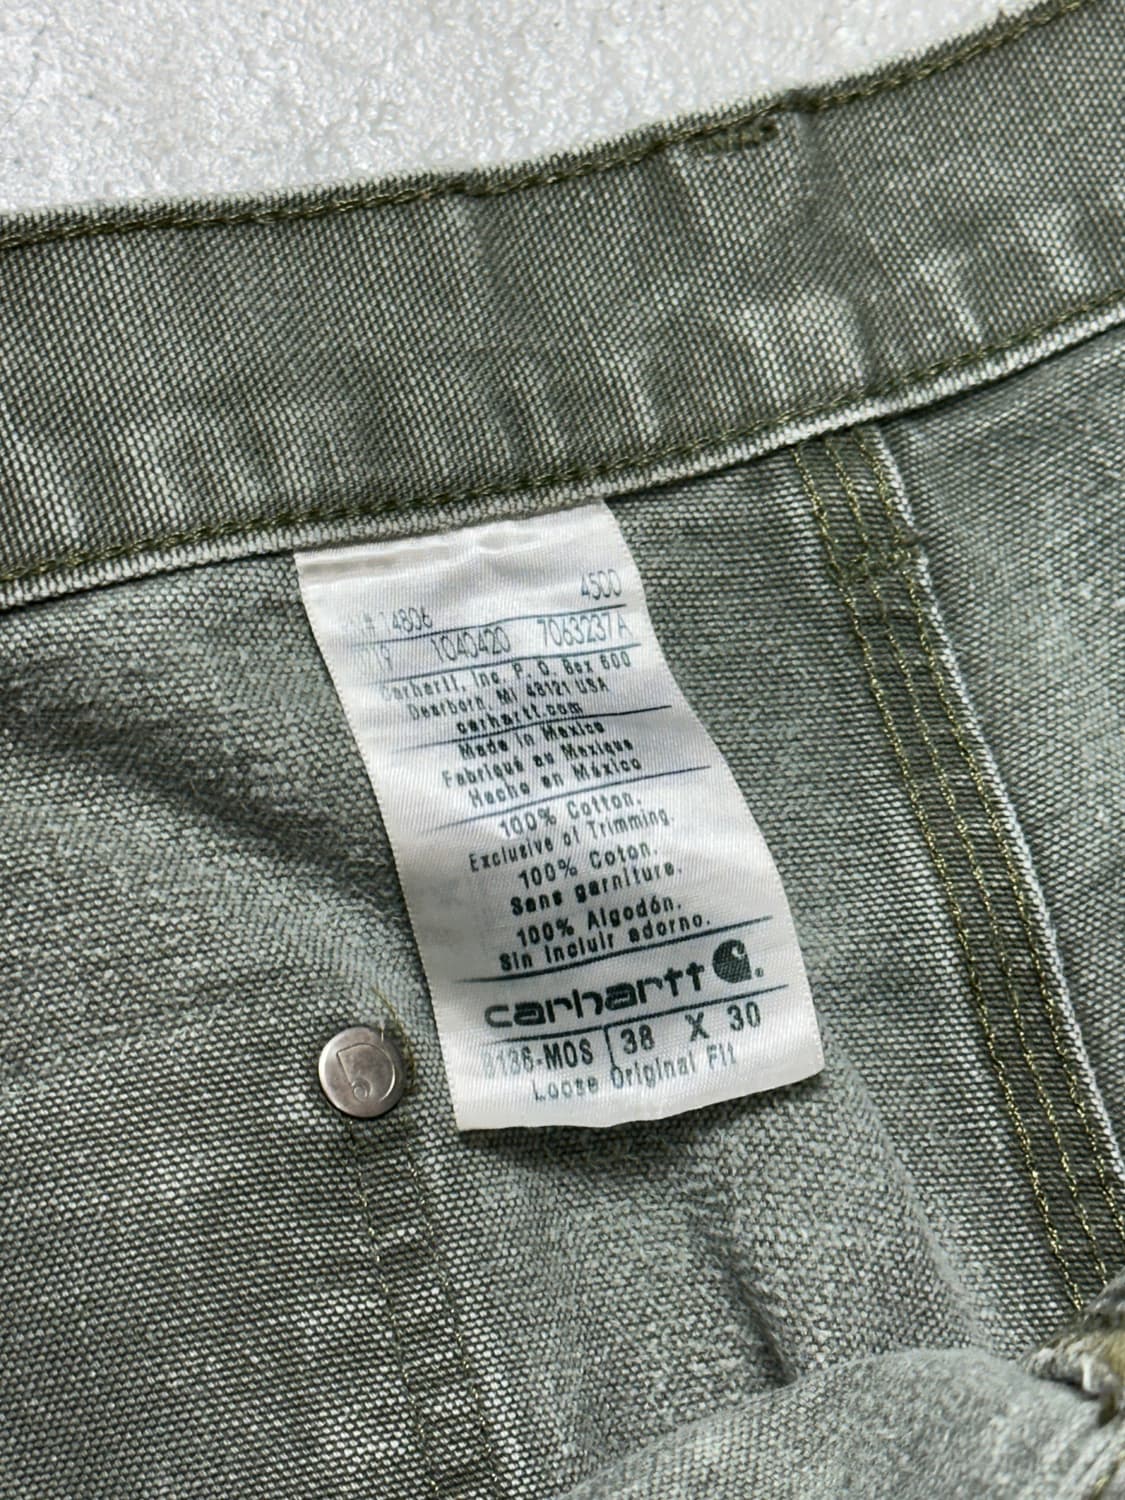 4500
# 14806
1040420 7063237A
Carhartt, Inc. P. O. Box 600
Dearborn, MI 48121 USA
carhartt.com
Made in Mexico
Fabriqué au Mexique
Hecho en México
100% Cotton.
Exclusive of Trimming.
100% Coton.
Sans garniture.
100% Algodón.
Sin incluir adorno.
carhartt
B136-MOS 38 X 30
Loose Original Fit